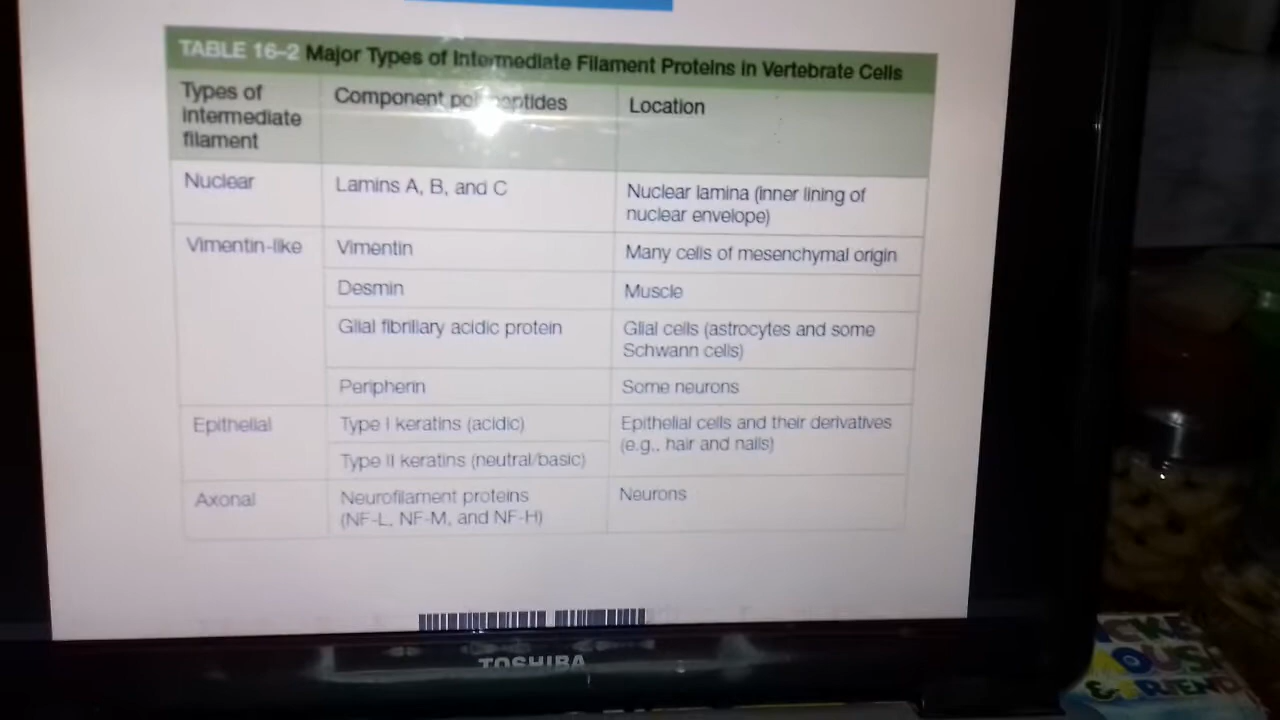 TABLE 16–2 Major Types of Intermediate Filament Proteins in Vertebrate Cells
Types of intermediate filament
Component polypeptides
Location
Nuclear
Lamins A, B, and C
Nuclear lamina (inner lining of
nuclear envelope)
Vimentin-like
Vimentin
Many cells of mesenchymal origin
Desmin
Muscle
Glial fibrillary acidic protein
Glial cells (astrocytes and some
Schwann cells)
Peripherin
Some neurons
Epithelial
Type I keratins (acidic)
Epithelial cells and their derivatives
(e.g., hair and nails)
Type II keratins (neutral/basic)
Axonal
Neurofilament proteins
(NF-L, NF-M, and NF-H)
Neurons
TOSHIBA
MOUSE
& FRIEND